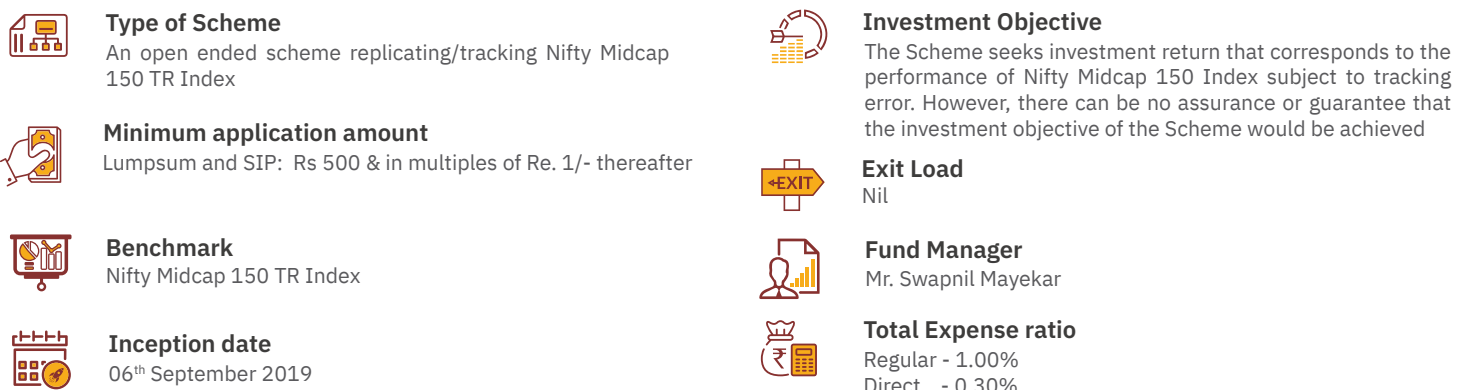 Type of Scheme
An open ended scheme replicating/tracking Nifty Midcap
150 TR Index
Minimum application amount
Lumpsum and SIP: Rs 500 & in multiples of Re. 1/- thereafter
Benchmark
Nifty Midcap 150 TR Index
Inception date
06th September 2019
Investment Objective
The Scheme seeks investment return that corresponds to the
performance of Nifty Midcap 150 Index subject to tracking
error. However, there can be no assurance or guarantee that
the investment objective of the Scheme would be achieved
EXIT
Exit Load
Nil
Fund Manager
Mr. Swapnil Mayekar
₹
Total Expense ratio
Regular - 1.00%
Direct - 0.30%